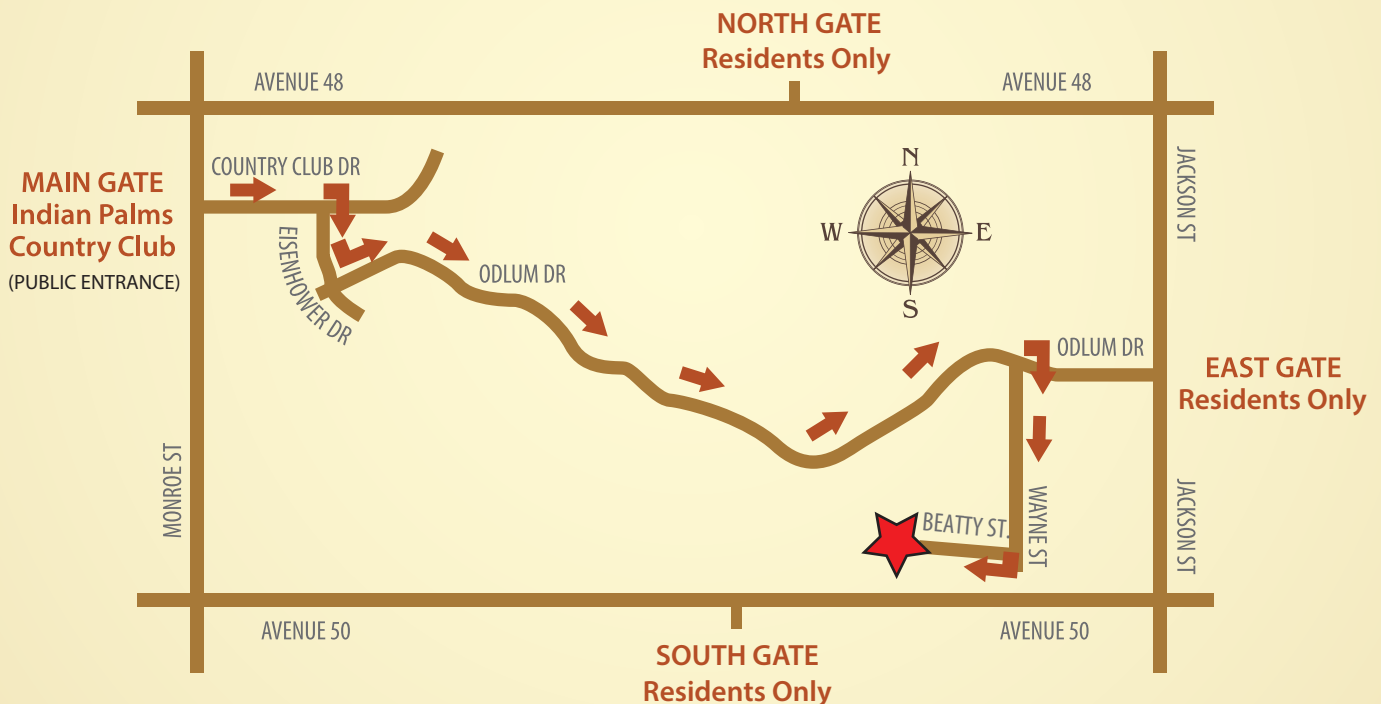 NORTH GATE
Residents Only
AVENUE 48
AVENUE 48
COUNTRY CLUB DR
MAIN GATE
Indian Palms
Country Club
(PUBLIC ENTRANCE)
EISENHOWER DR
ODLUM DR
N
W
E
S
JACKSON ST
ODLUM DR
EAST GATE
Residents Only
MONROE ST
BEATTY ST.
WAYNE ST
JACKSON ST
AVENUE 50
AVENUE 50
SOUTH GATE
Residents Only